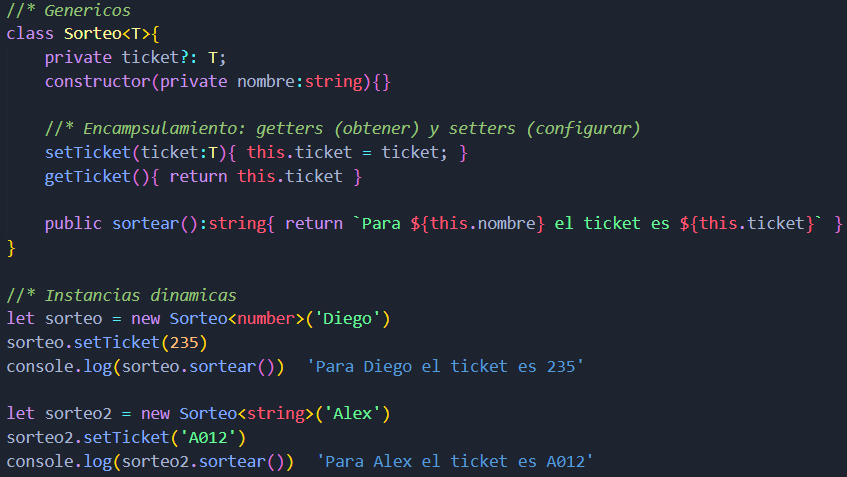 //* Genericos
class Sorteo<T>{
    private ticket?: T;
    constructor(private nombre:string){}

    //* Encampsulamiento: getters (obtener) y setters (configurar)
    setTicket(ticket:T){ this.ticket = ticket; }
    getTicket(){ return this.ticket }

    public sortear():string{ return `Para ${this.nombre} el ticket es ${this.ticket}` }
}

//* Instancias dinamicas
let sorteo = new Sorteo<number>('Diego')
sorteo.setTicket(235)
console.log(sorteo.sortear())  'Para Diego el ticket es 235'

let sorteo2 = new Sorteo<string>('Alex')
sorteo2.setTicket('A012')
console.log(sorteo2.sortear())  'Para Alex el ticket es A012'